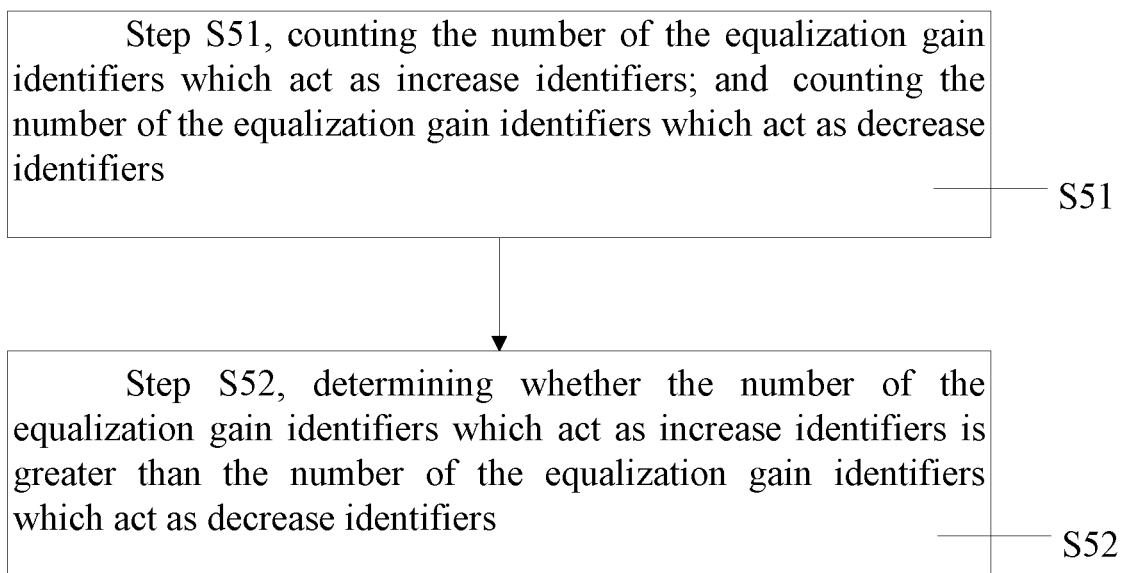 Step S51, counting the number of the equalization gain
identifiers which act as increase identifiers; and counting the
number of the equalization gain identifiers which act as decrease
identifiers
S51
Step S52, determining whether the number of the
equalization gain identifiers which act as increase identifiers is
greater than the number of the equalization gain identifiers
which act as decrease identifiers
S52